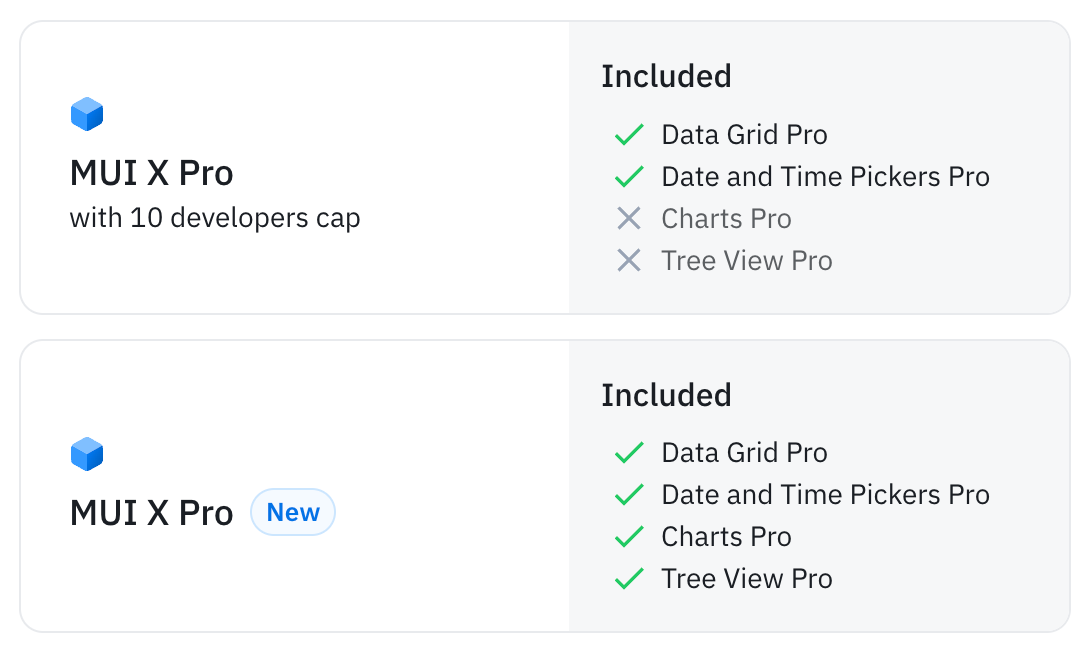 MUI X Pro
with 10 developers cap
Included
Data Grid Pro
Date and Time Pickers Pro
Charts Pro
Tree View Pro
MUI X Pro New
Included
Data Grid Pro
Date and Time Pickers Pro
Charts Pro
Tree View Pro